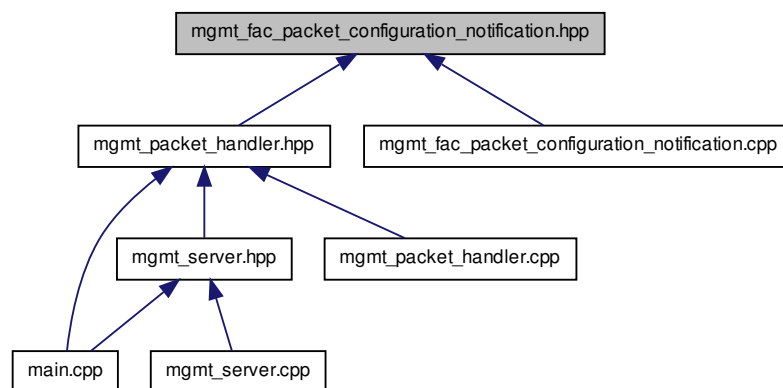 mgmt_fac_packet_configuration_notification.hpp
mgmt_packet_handler.hpp
mgmt_fac_packet_configuration_notification.cpp
mgmt_server.hpp
mgmt_packet_handler.cpp
main.cpp
mgmt_server.cpp